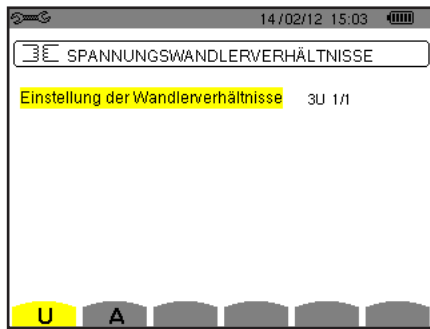 14/02/12 15:03
SPANNUNGSWANDLERVERHÄLTNISSE
Einstellung der Wandlerverhältnisse 3U 1/1
U A